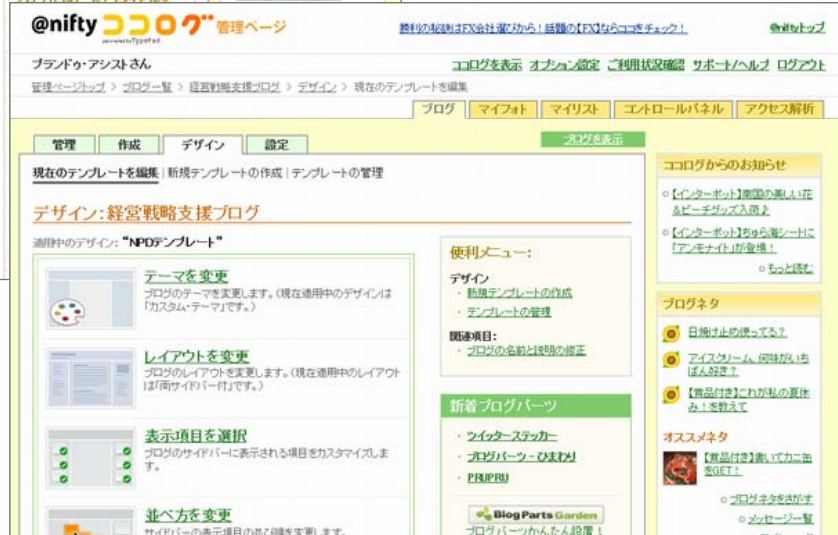 @nifty ココログ 管理ページ
powered by TypePad
勝利の秘訣はFX会社選びから！話題の【FX】ならココをチェック！
@niftyトップ
ブランドゥ・アシストさん
ココログを表示 オプション設定 ご利用状況確認 サポート/ヘルプ ログアウト
管理ページトップ > ブログ一覧 > 経営戦略支援ブログ > デザイン > 現在のテンプレートを編集
ブログ マイフォト マイリスト コントロールパネル アクセス解析
管理 作成 デザイン 設定
ブログを表示
現在のテンプレートを編集 | 新規テンプレートの作成 | テンプレートの管理
デザイン：経営戦略支援ブログ
適用中のデザイン："NPDテンプレート"
テーマを変更
ブログのテーマを変更します。（現在適用中のデザインは
「カスタム・テーマ」です。）
レイアウトを変更
ブログのレイアウトを変更します。（現在適用中のレイアウト
は「両サイドバー付」です。）
表示項目を選択
ブログのサイドバーに表示される項目をカスタマイズしま
す。
並べ方を変更
サイドバーの表示項目の並び順を変更します。
便利メニュー：
デザイン
・ 新規テンプレートの作成
・ テンプレートの管理
関連項目：
・ ブログの名前と説明の修正
新着ブログパーツ
・ ツイッターステッカー
・ ブログパーツ - ひまわり
・ PRUPRU
Blog Parts Garden
ブログパーツかんたん設置！
ココログからのお知らせ
【インターポット】南国の美しい花
＆ビーチグッズ入荷♪
【インターポット】ちゅら海シートに
「アンモナイト」が登場！
もっと読む
ブログネタ
日焼け止め使ってる？
アイスクリーム、何味がいち
ばん好き？
【賞品付き】これが私の夏休
み！を教えて
オススメネタ
【賞品付き】書いてカニ缶
をGET！
ブログネタをさがす
メッセージ一覧